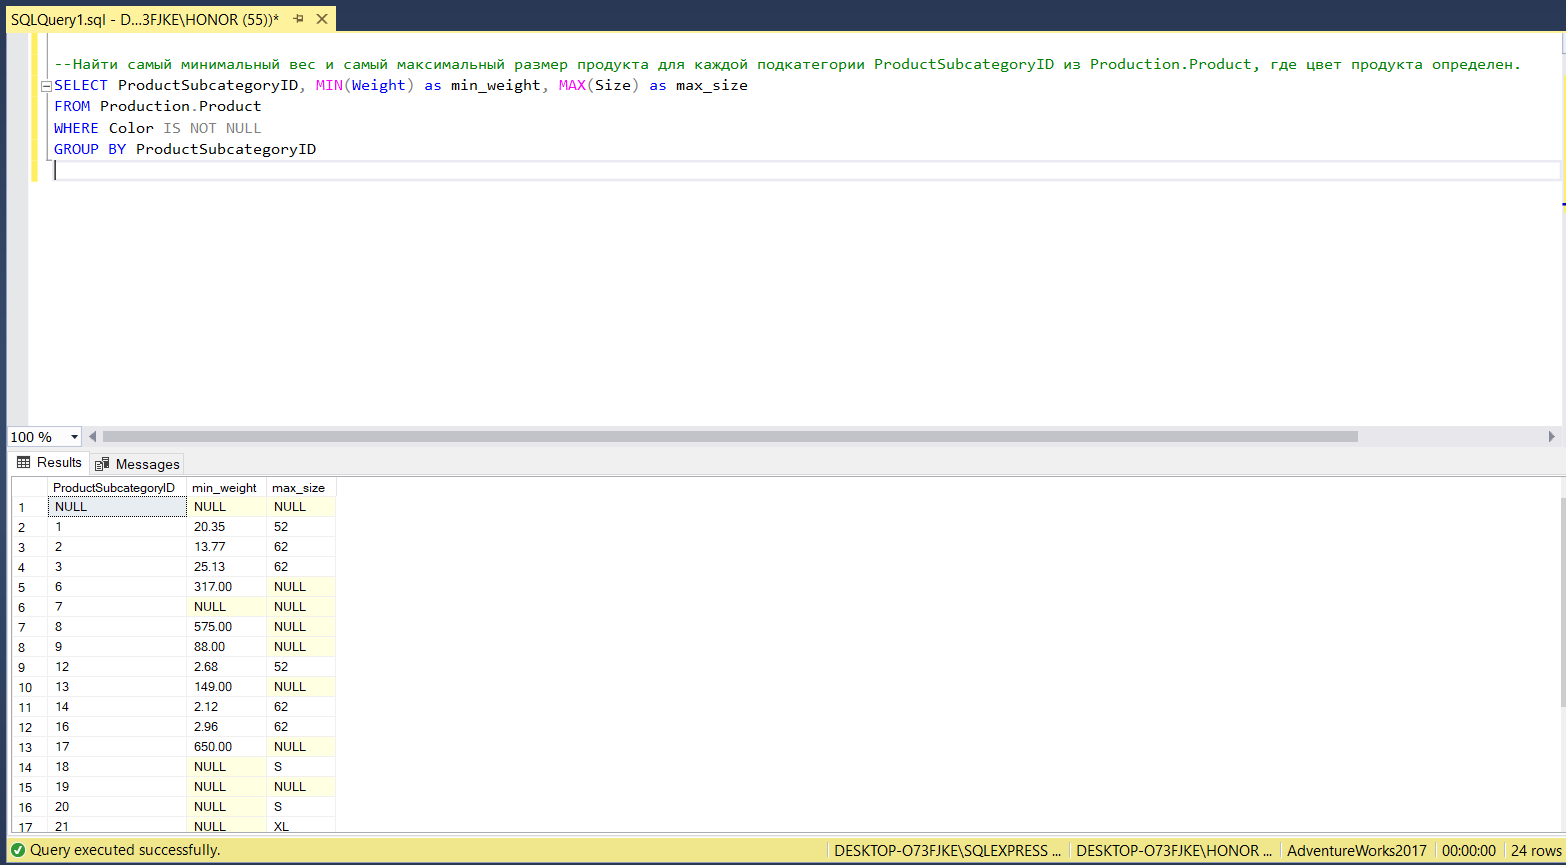 SQLQuery1.sql - D...3FJKE\HONOR (55))*
--Найти самый минимальный вес и самый максимальный размер продукта для каждой подкатегории ProductSubcategoryID из Production.Product, где цвет продукта определен.
SELECT ProductSubcategoryID, MIN(Weight) as min_weight, MAX(Size) as max_size
FROM Production.Product
WHERE Color IS NOT NULL
GROUP BY ProductSubcategoryID
100 %
Results Messages
ProductSubcategoryID min_weight max_size
1 NULL NULL NULL
2 1 20.35 52
3 2 13.77 62
4 3 25.13 62
5 6 317.00 NULL
6 7 NULL NULL
7 8 575.00 NULL
8 9 88.00 NULL
9 12 2.68 52
10 13 149.00 NULL
11 14 2.12 62
12 16 2.96 62
13 17 650.00 NULL
14 18 NULL S
15 19 NULL NULL
16 20 NULL S
17 21 NULL XL
Query executed successfully. DESKTOP-O73FJKE\SQLEXPRESS ... DESKTOP-O73FJKE\HONOR ... AdventureWorks2017 00:00:00 24 rows